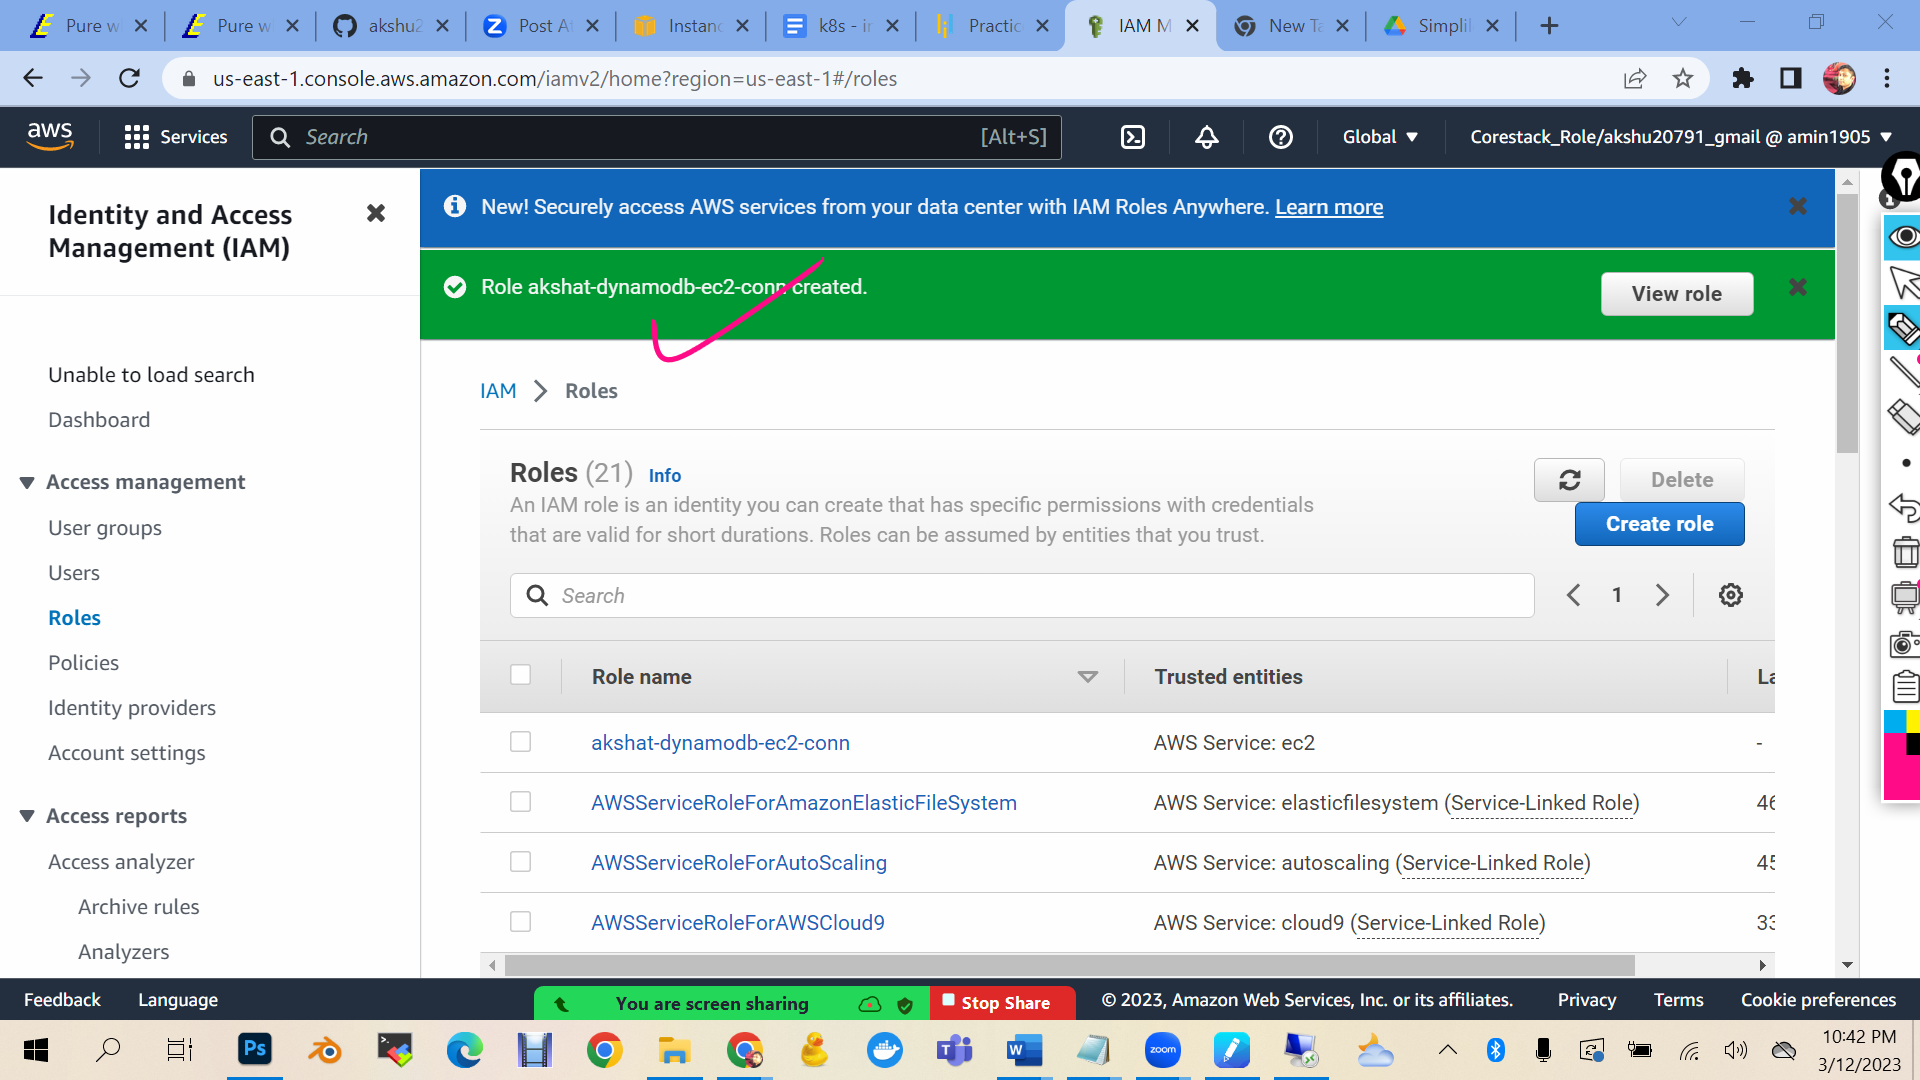 Pure w
Pure w
akshu2
Post At
Instanc
k8s - in
Practic
IAM M
New Ta
Simplil
us-east-1.console.aws.amazon.com/iamv2/home?region=us-east-1#/roles
aws
Services
Search
[Alt+S]
Global
Corestack_Role/akshu20791_gmail @ amin1905
Identity and Access
Management (IAM)
Unable to load search
Dashboard
Access management
User groups
Users
Roles
Policies
Identity providers
Account settings
Access reports
Access analyzer
Archive rules
Analyzers
New! Securely access AWS services from your data center with IAM Roles Anywhere. Learn more
Role akshat-dynamodb-ec2-conn created.
View role
IAM
Roles
Roles (21) Info
An IAM role is an identity you can create that has specific permissions with credentials
that are valid for short durations. Roles can be assumed by entities that you trust.
Delete
Create role
Search
1
Role name
Trusted entities
La
akshat-dynamodb-ec2-conn
AWS Service: ec2
-
AWSServiceRoleForAmazonElasticFileSystem
AWS Service: elasticfilesystem (Service-Linked Role)
46
AWSServiceRoleForAutoScaling
AWS Service: autoscaling (Service-Linked Role)
45
AWSServiceRoleForAWSCloud9
AWS Service: cloud9 (Service-Linked Role)
33
Feedback
Language
You are screen sharing
Stop Share
© 2023, Amazon Web Services, Inc. or its affiliates.
Privacy
Terms
Cookie preferences
Ps
W
zoom
10:42 PM
3/12/2023